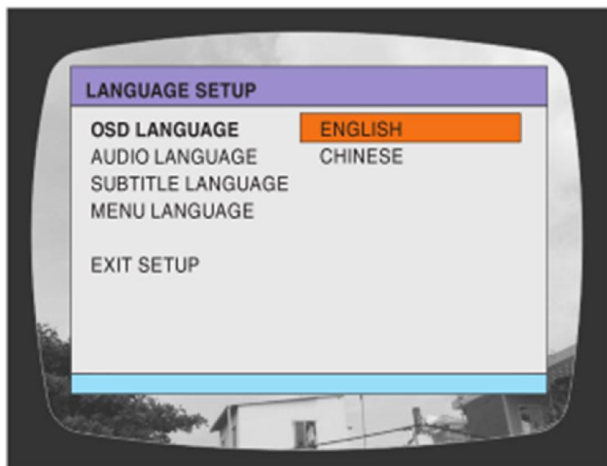 LANGUAGE SETUP
OSD LANGUAGE ENGLISH
AUDIO LANGUAGE CHINESE
SUBTITLE LANGUAGE
MENU LANGUAGE
EXIT SETUP